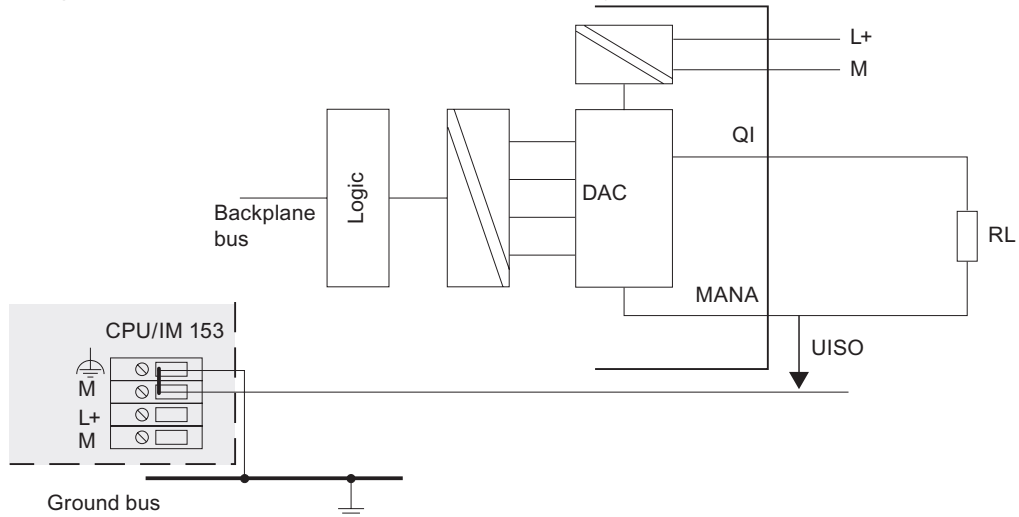 L+
M
QI
Logic
DAC
Backplane
bus
RL
MANA
CPU/IM 153
UISO
M
L+
M
Ground bus